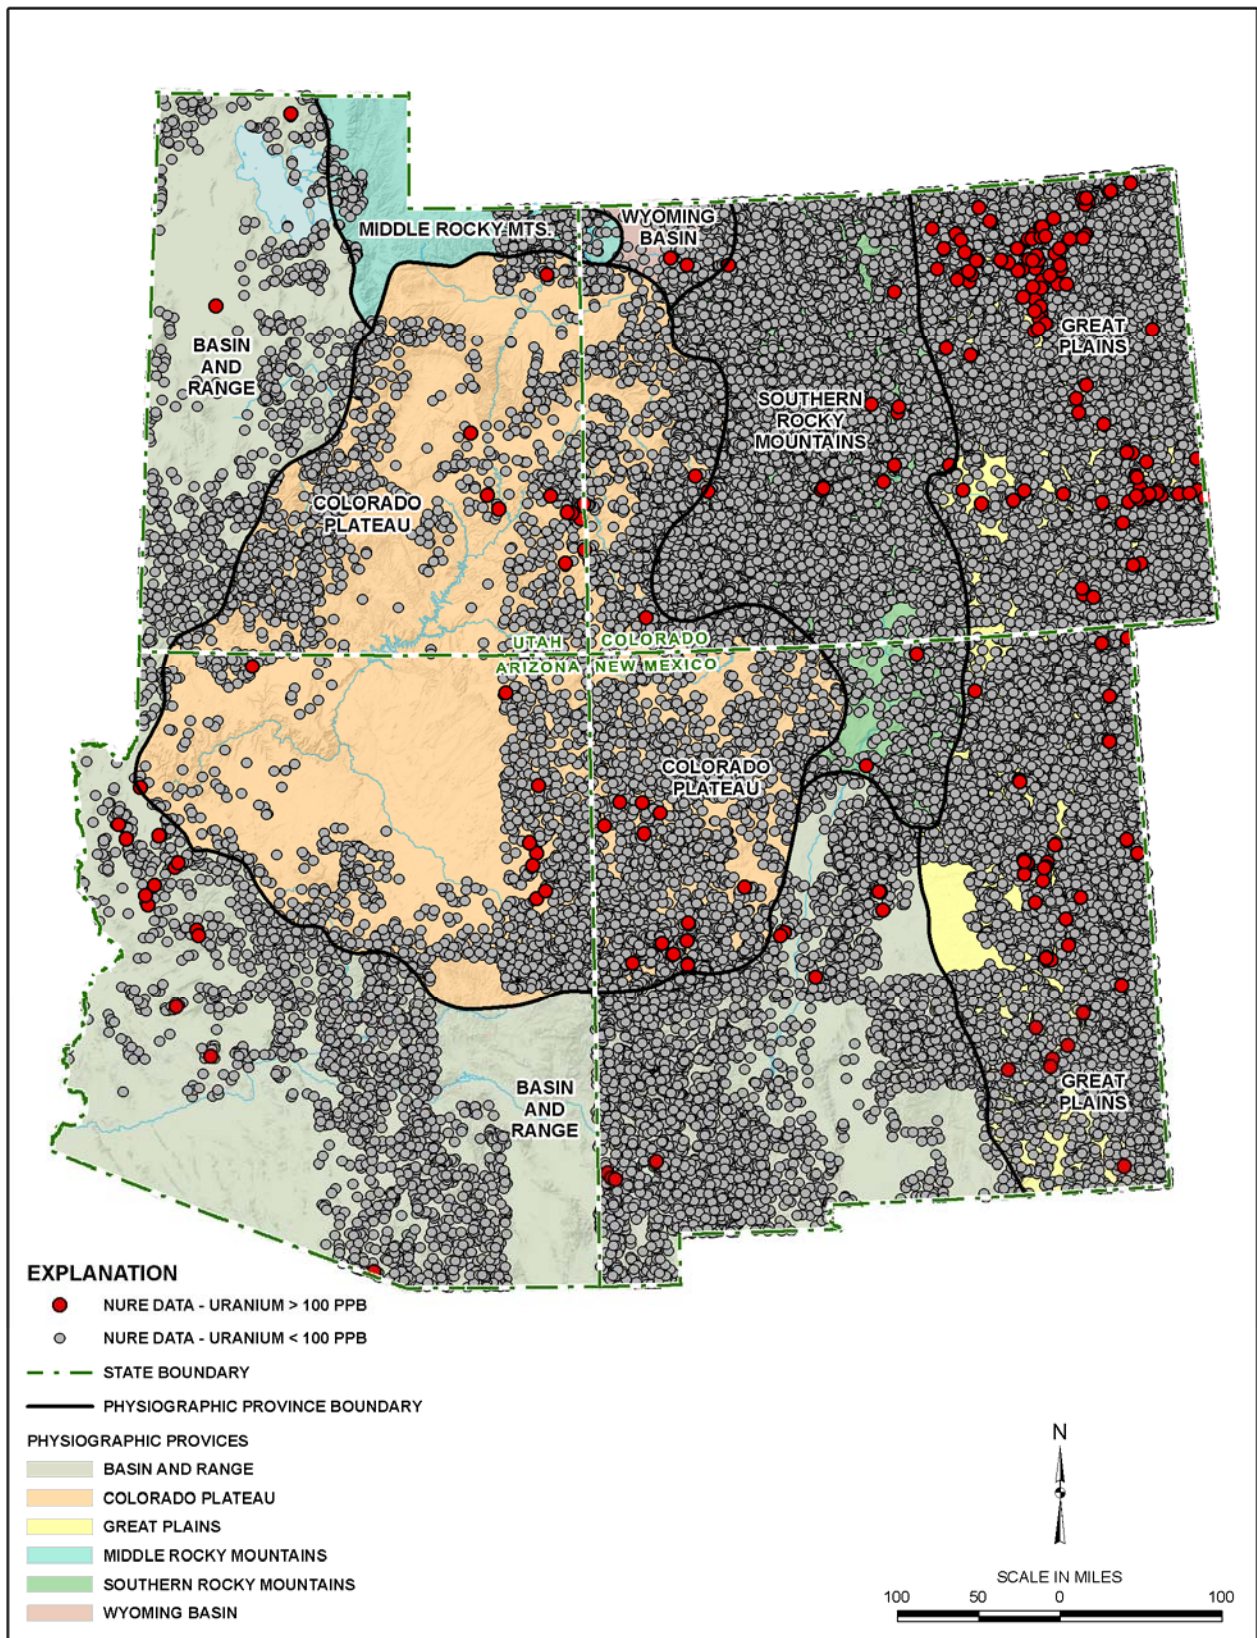 MIDDLE ROCKY MTS.
WYOMING
BASIN
BASIN
AND
RANGE
GREAT
PLAINS
SOUTHERN
ROCKY
MOUNTAINS
COLORADO
PLATEAU
UTAH
COLORADO
ARIZONA
NEW MEXICO
COLORADO
PLATEAU
BASIN
AND
RANGE
GREAT
PLAINS
EXPLANATION
NURE DATA - URANIUM > 100 PPB
NURE DATA - URANIUM < 100 PPB
STATE BOUNDARY
PHYSIOGRAPHIC PROVINCE BOUNDARY
PHYSIOGRAPHIC PROVICES
BASIN AND RANGE
COLORADO PLATEAU
GREAT PLAINS
MIDDLE ROCKY MOUNTAINS
SOUTHERN ROCKY MOUNTAINS
WYOMING BASIN
N
SCALE IN MILES
100 50 0 100